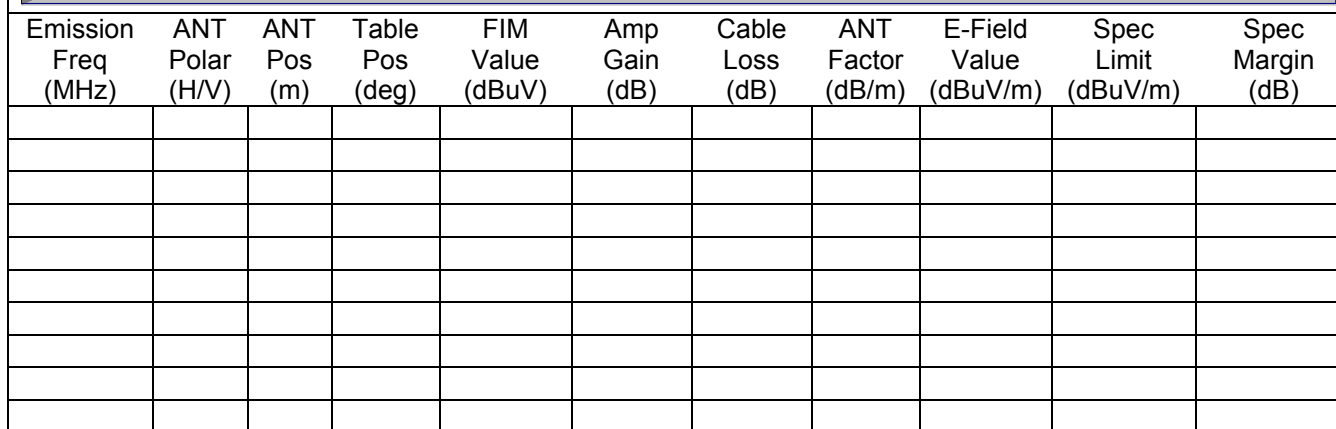 Emission ANT ANT Table FIM Amp Cable ANT E-Field Spec Spec
Freq Polar Pos Pos Value Gain Loss Factor Value Limit Margin
(MHz) (H/V) (m) (deg) (dBuV) (dB) (dB) (dB/m) (dBuV/m) (dBuV/m) (dB)